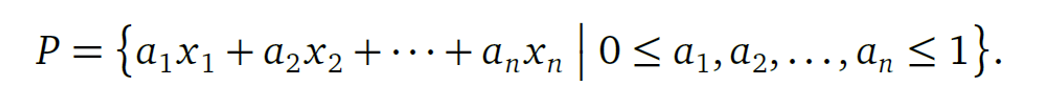 P = {a₁x₁ + a₂x₂ + ⋯ + aₙxₙ | 0 ≤ a₁, a₂, …, aₙ ≤ 1}.